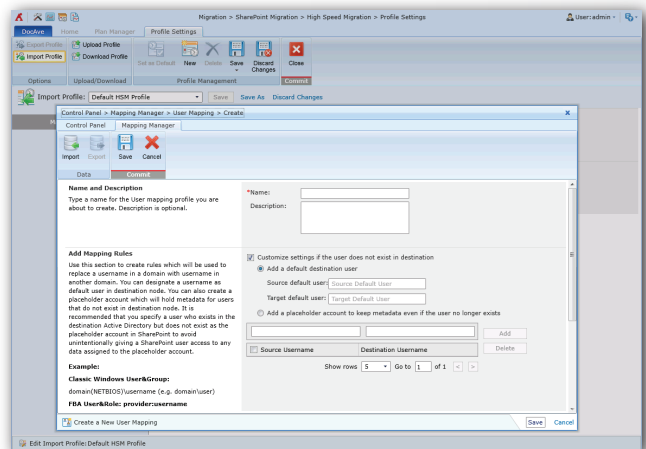 Migration > SharePoint Migration > High Speed Migration > Profile Settings
User:admin
DocAve
Home
Plan Manager
Profile Settings
Export Profile
Import Profile
Upload Profile
Download Profile
Set as Default
New
Delete
Save
Discard Changes
Close
Options
Upload/Download
Profile Management
Commit
Import Profile:
Default HSM Profile
Save
Save As
Discard Changes
Control Panel > Mapping Manager > User Mapping > Create
Control Panel
Mapping Manager
Import
Export
Save
Cancel
Data
Commit
Name and Description
Type a name for the User mapping profile you are
about to create. Description is optional.
*Name:
Description:
Add Mapping Rules
Use this section to create rules which will be used to
replace a username in a domain with username in
another domain. You can designate a username as
default user in destination node. You can also create a
placeholder account which will hold metadata for users
that do not exist in destination node. It is
recommended that you specify a user who exists in the
destination Active Directory but does not exist as the
placeholder account in SharePoint to avoid
unintentionally giving a SharePoint user access to any
data assigned to the placeholder account.
Example:
Classic Windows User&Group:
domain(NETBIOS)\username (e.g. domain\user)
FBA User&Role: provider:username
Customize settings if the user does not exist in destination
Add a default destination user
Source default user: Source Default User
Target default user: Target Default User
Add a placeholder account to keep metadata even if the user no longer exists
Add
Source Username
Destination Username
Delete
Show rows 5 Go to 1 of 1 < >
Create a New User Mapping
Save
Cancel
Edit Import Profile: Default HSM Profile